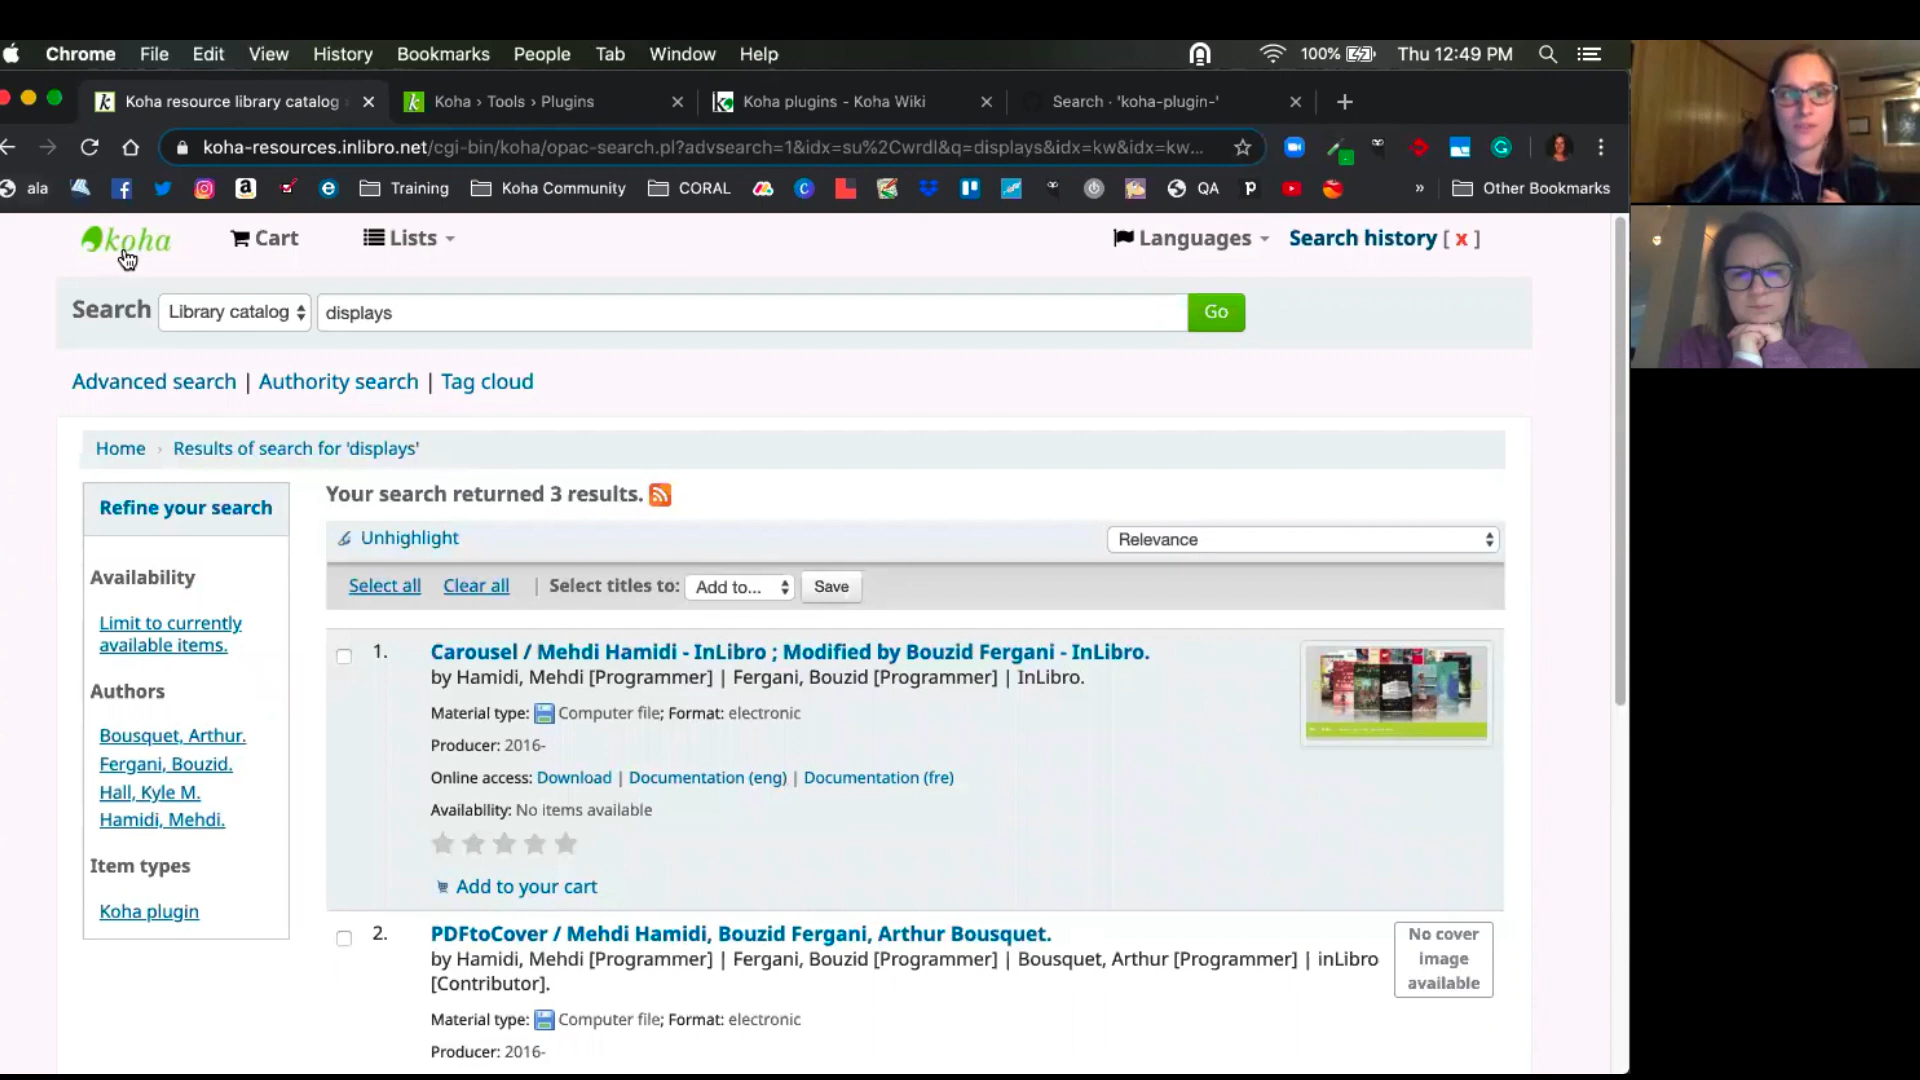 Chrome File Edit View History Bookmarks People Tab Window Help 100% Thu 12:49 PM
Koha resource library catalog Koha › Tools › Plugins Koha plugins - Koha Wiki Search · 'koha-plugin-'
koha-resources.inlibro.net/cgi-bin/koha/opac-search.pl?advsearch=1&idx=su%2Cwrdl&q=displays&idx=kw&idx=kw...
ala Training Koha Community CORAL QA » Other Bookmarks
koha Cart Lists Languages Search history [ x ]
Search Library catalog displays Go
Advanced search | Authority search | Tag cloud
Home › Results of search for 'displays'
Refine your search
Availability
Limit to currently
available items.
Authors
Bousquet, Arthur.
Fergani, Bouzid.
Hall, Kyle M.
Hamidi, Mehdi.
Item types
Koha plugin
Your search returned 3 results.
Unhighlight Relevance
Select all Clear all | Select titles to: Add to... Save
1. Carousel / Mehdi Hamidi - InLibro ; Modified by Bouzid Fergani - InLibro.
by Hamidi, Mehdi [Programmer] | Fergani, Bouzid [Programmer] | InLibro.
Material type: Computer file; Format: electronic
Producer: 2016-
Online access: Download | Documentation (eng) | Documentation (fre)
Availability: No items available
Add to your cart
2. PDFtoCover / Mehdi Hamidi, Bouzid Fergani, Arthur Bousquet.
by Hamidi, Mehdi [Programmer] | Fergani, Bouzid [Programmer] | Bousquet, Arthur [Programmer] | inLibro
[Contributor].
Material type: Computer file; Format: electronic
Producer: 2016-
No cover
image
available